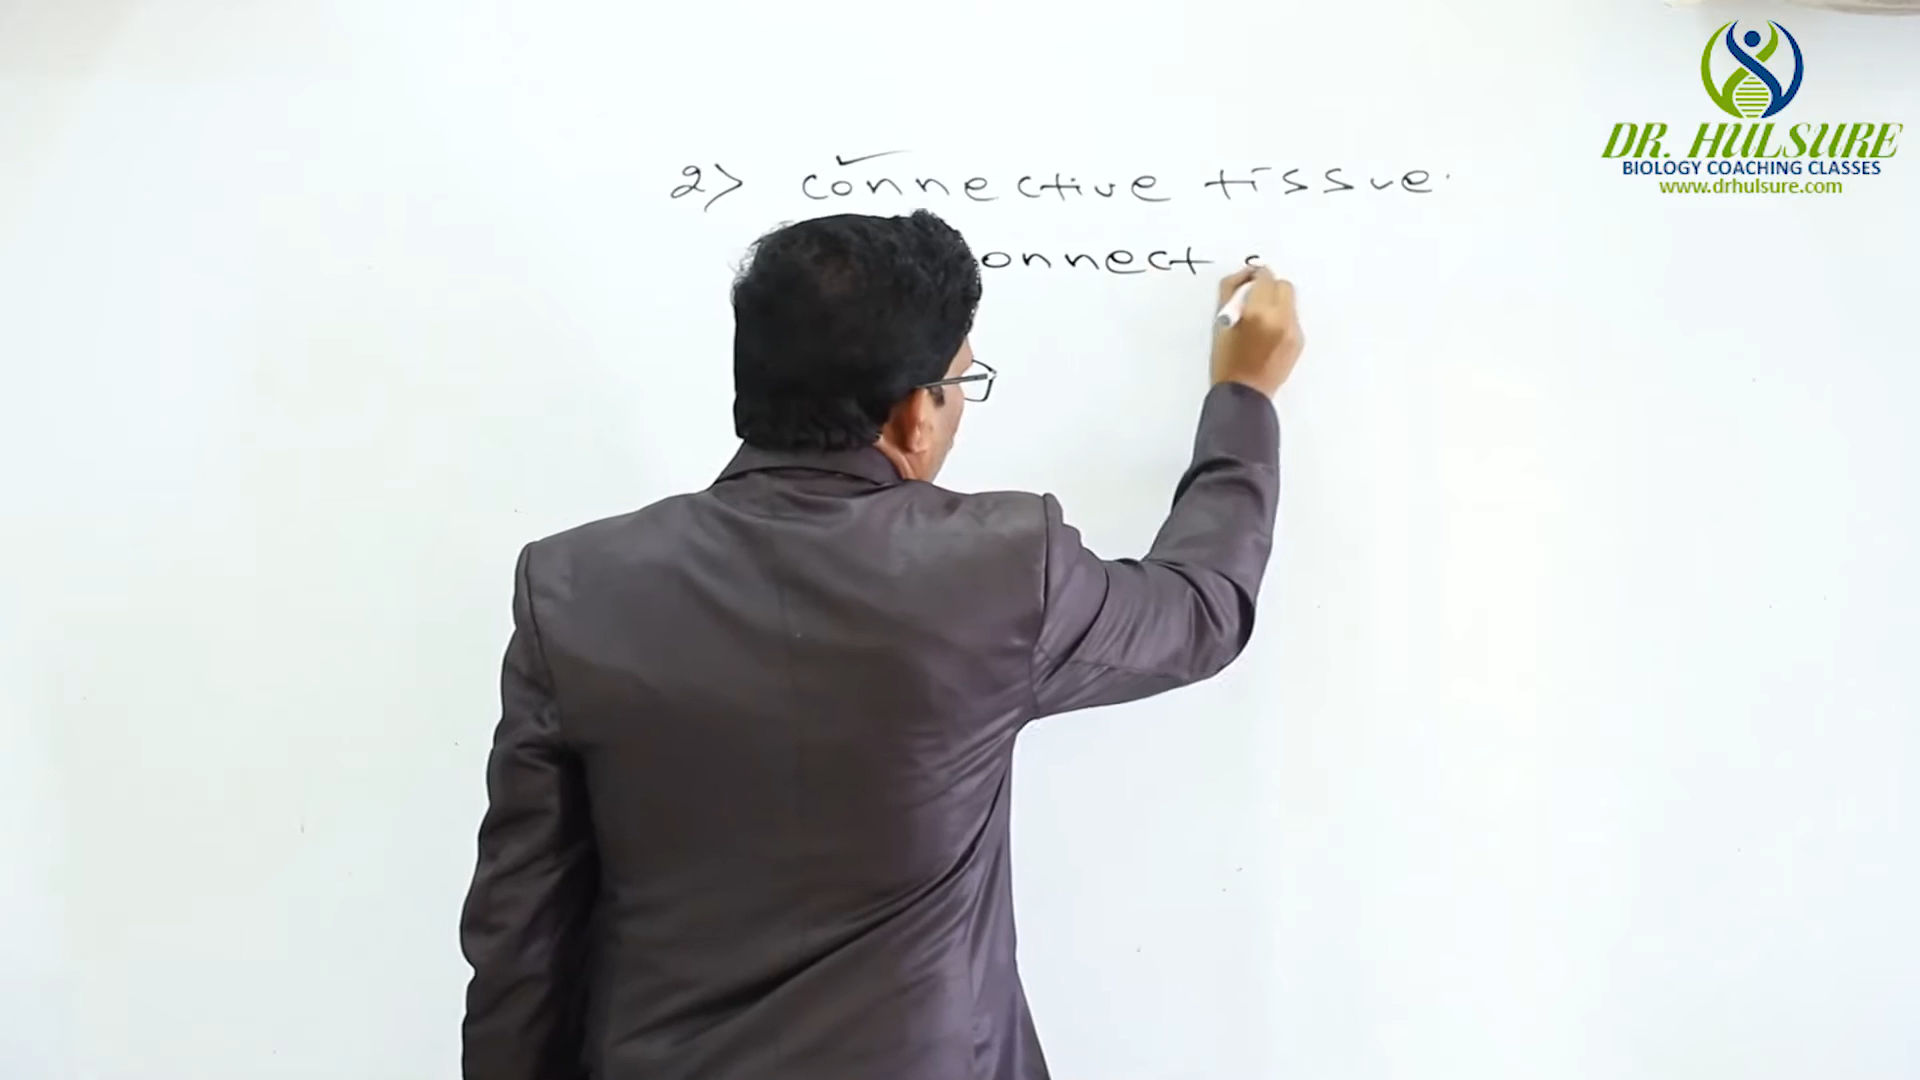 DR. HULSURE
BIOLOGY COACHING CLASSES
www.drhulsure.com
2) connective tissue.
onnect